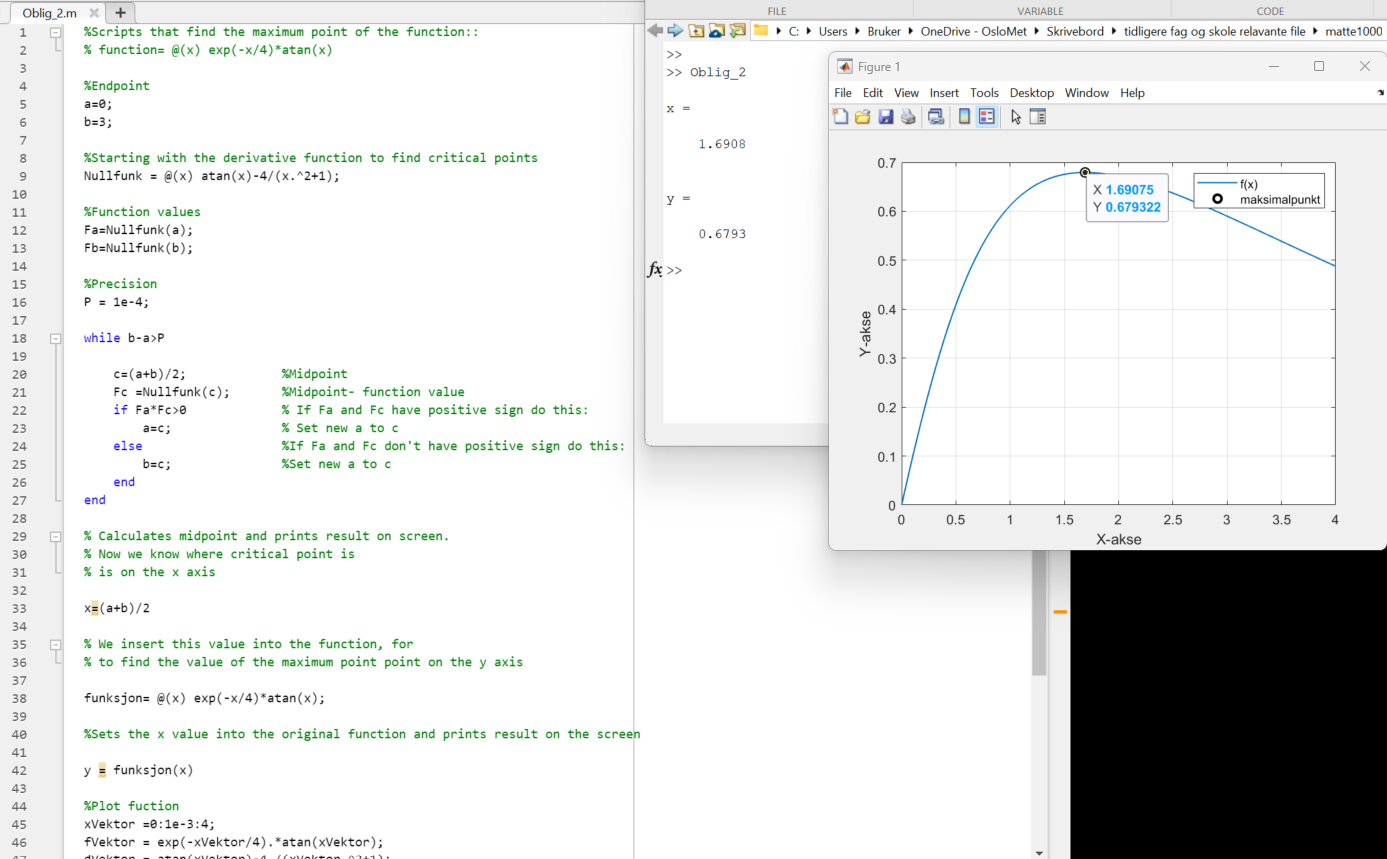 Oblig_2.m
1 %Scripts that find the maximum point of the function::
2 % function= @(x) exp(-x/4)*atan(x)
3
4 %Endpoint
5 a=0;
6 b=3;
7
8 %Starting with the derivative function to find critical points
9 Nullfunk = @(x) atan(x)-4/(x.^2+1);
10
11 %Function values
12 Fa=Nullfunk(a);
13 Fb=Nullfunk(b);
14
15 %Precision
16 P = 1e-4;
17
18 while b-a>P
19
20 c=(a+b)/2; %Midpoint
21 Fc =Nullfunk(c); %Midpoint- function value
22 if Fa*Fc>0 % If Fa and Fc have positive sign do this:
23 a=c; % Set new a to c
24 else %If Fa and Fc don't have positive sign do this:
25 b=c; %Set new a to c
26 end
27 end
28
29 % Calculates midpoint and prints result on screen.
30 % Now we know where critical point is
31 % is on the x axis
32
33 x=(a+b)/2
34
35 % We insert this value into the function, for
36 % to find the value of the maximum point point on the y axis
37
38 funksjon= @(x) exp(-x/4)*atan(x);
39
40 %Sets the x value into the original function and prints result on the screen
41
42 y = funksjon(x)
43
44 %Plot fuction
45 xVektor =0:1e-3:4;
46 fVektor = exp(-xVektor/4).*atan(xVektor);
FILE VARIABLE CODE
C: Users Bruker OneDrive - OsloMet Skrivebord tidligere fag og skole relavante file matte1000
>>
>> Oblig_2
x =
1.6908
y =
0.6793
fx >>
Figure 1
File Edit View Insert Tools Desktop Window Help
0.7
0.6
0.5
0.4
0.3
0.2
0.1
0
Y-akse
X 1.69075
Y 0.679322
f(x)
maksimalpunkt
0 0.5 1 1.5 2 2.5 3 3.5 4
X-akse